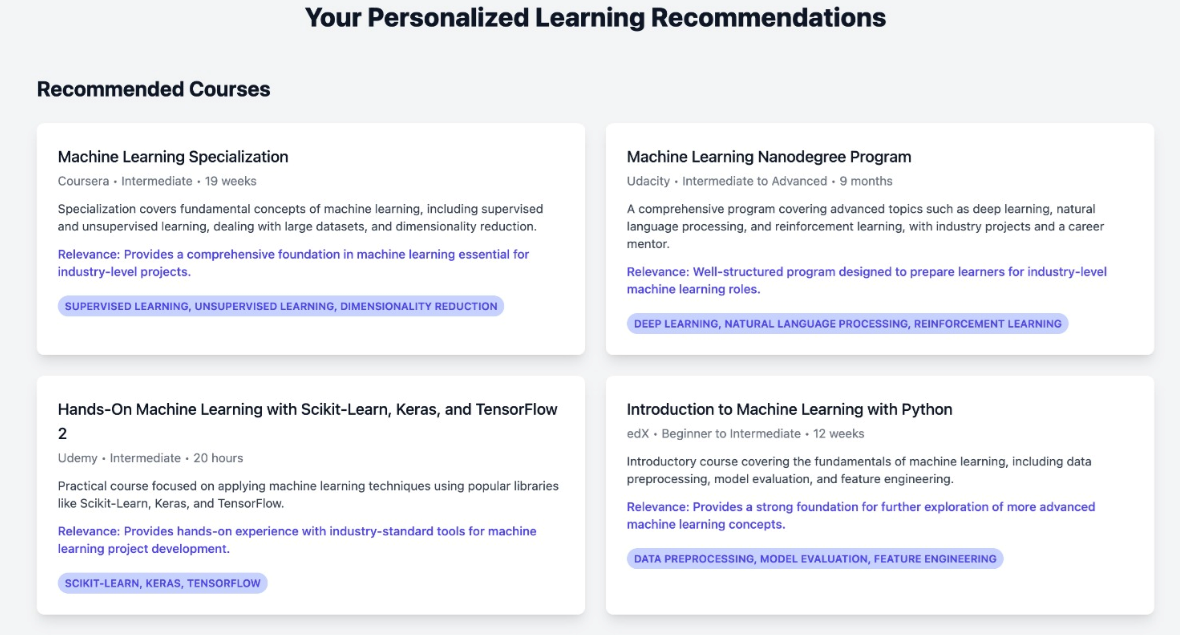 Your Personalized Learning Recommendations
Recommended Courses
Machine Learning Specialization
Coursera • Intermediate • 19 weeks
Specialization covers fundamental concepts of machine learning, including supervised
and unsupervised learning, dealing with large datasets, and dimensionality reduction.
Relevance: Provides a comprehensive foundation in machine learning essential for
industry-level projects.
SUPERVISED LEARNING, UNSUPERVISED LEARNING, DIMENSIONALITY REDUCTION
Machine Learning Nanodegree Program
Udacity • Intermediate to Advanced • 9 months
A comprehensive program covering advanced topics such as deep learning, natural
language processing, and reinforcement learning, with industry projects and a career
mentor.
Relevance: Well-structured program designed to prepare learners for industry-level
machine learning roles.
DEEP LEARNING, NATURAL LANGUAGE PROCESSING, REINFORCEMENT LEARNING
Hands-On Machine Learning with Scikit-Learn, Keras, and TensorFlow
2
Udemy • Intermediate • 20 hours
Practical course focused on applying machine learning techniques using popular libraries
like Scikit-Learn, Keras, and TensorFlow.
Relevance: Provides hands-on experience with industry-standard tools for machine
learning project development.
SCIKIT-LEARN, KERAS, TENSORFLOW
Introduction to Machine Learning with Python
edX • Beginner to Intermediate • 12 weeks
Introductory course covering the fundamentals of machine learning, including data
preprocessing, model evaluation, and feature engineering.
Relevance: Provides a strong foundation for further exploration of more advanced
machine learning concepts.
DATA PREPROCESSING, MODEL EVALUATION, FEATURE ENGINEERING